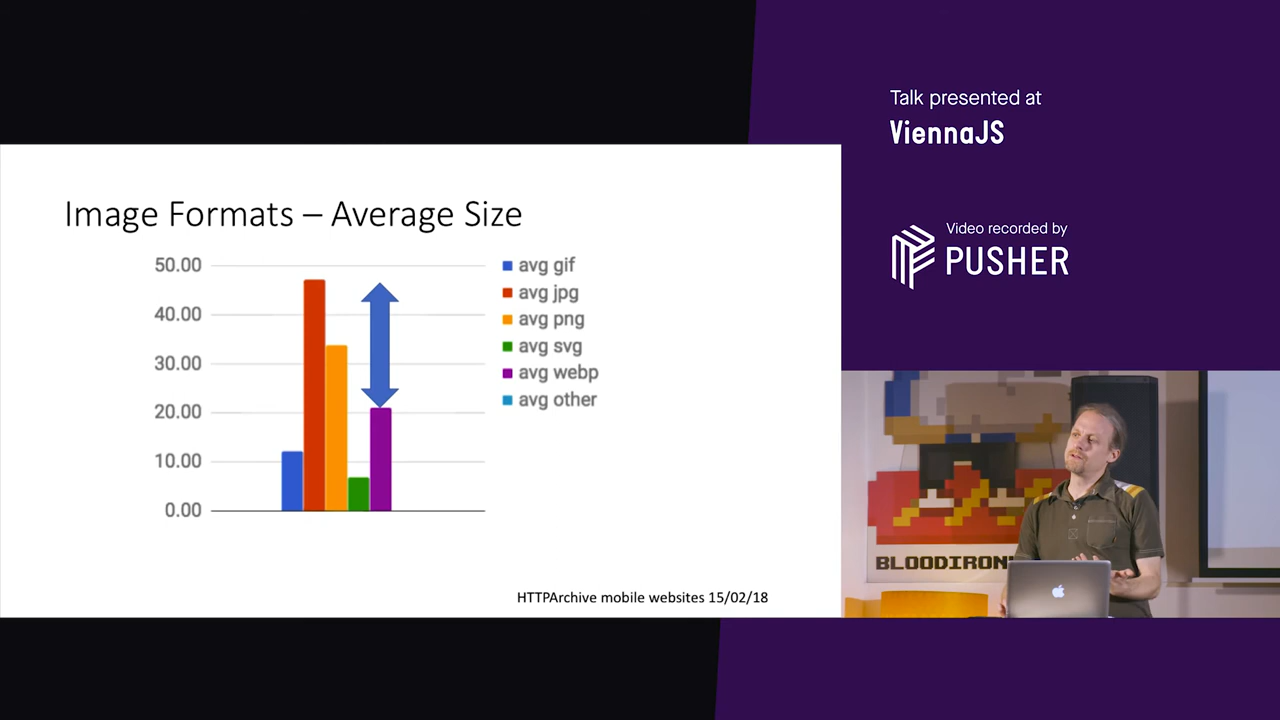 Talk presented at
ViennaJS
Video recorded by
PUSHER
Image Formats – Average Size
50.00
40.00
30.00
20.00
10.00
0.00
avg gif
avg jpg
avg png
avg svg
avg webp
avg other
HTTPArchive mobile websites 15/02/18
BLOODIRON